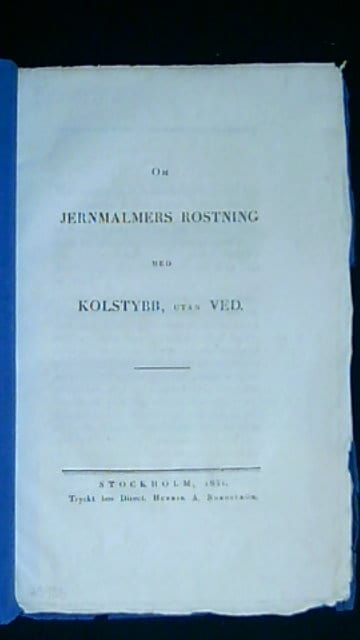 OM
JERNMALMERS ROSTNING
MED
KOLSTYBB, UTAN VED.
STOCKHOLM,
Tryckt hos Direct. HENRIK A. NORDSTRÖM.